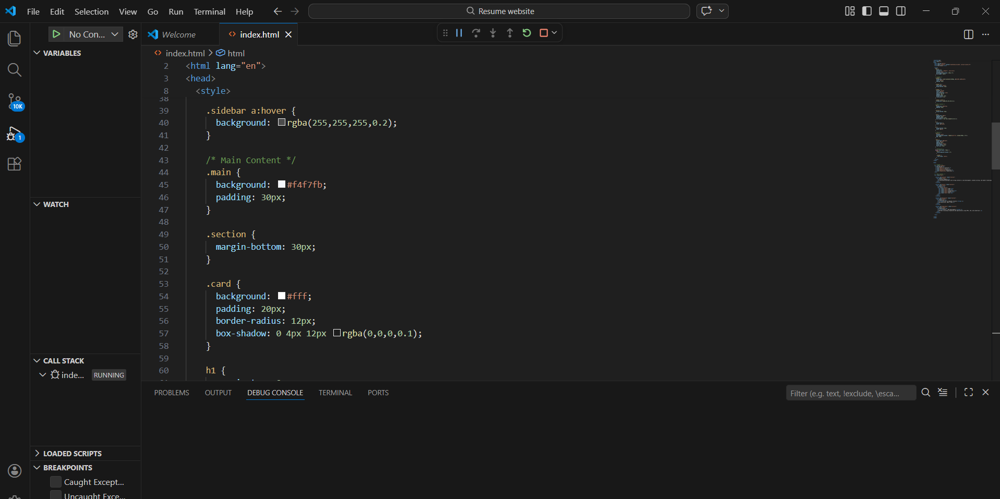 File Edit Selection View Go Run Terminal Help
Resume website
No Con...
Welcome
index.html
VARIABLES
index.html > html
2 <html lang="en">
3 <head>
8 <style>
38
39 .sidebar a:hover {
40 background: rgba(255,255,255,0.2);
41 }
42
43 /* Main Content */
44 .main {
45 background: #f4f7fb;
46 padding: 30px;
47 }
48
49 .section {
50 margin-bottom: 30px;
51 }
52
53 .card {
54 background: #fff;
55 padding: 20px;
56 border-radius: 12px;
57 box-shadow: 0 4px 12px rgba(0,0,0,0.1);
58 }
59
60 h1 {
10K
1
WATCH
CALL STACK
inde... RUNNING
LOADED SCRIPTS
BREAKPOINTS
Caught Except...
Uncaught Exce...
PROBLEMS OUTPUT DEBUG CONSOLE TERMINAL PORTS
Filter (e.g. text, !exclude, \esca...